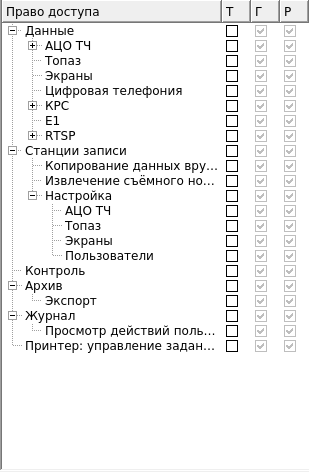 Право доступа Т Г Р
Данные
АЦО ТЧ
Топаз
Экраны
Цифровая телефония
КРС
Е1
RTSP
Станции записи
Копирование данных вру...
Извлечение съёмного но...
Настройка
АЦО ТЧ
Топаз
Экраны
Пользователи
Контроль
Архив
Экспорт
Журнал
Просмотр действий поль...
Принтер: управление задан...